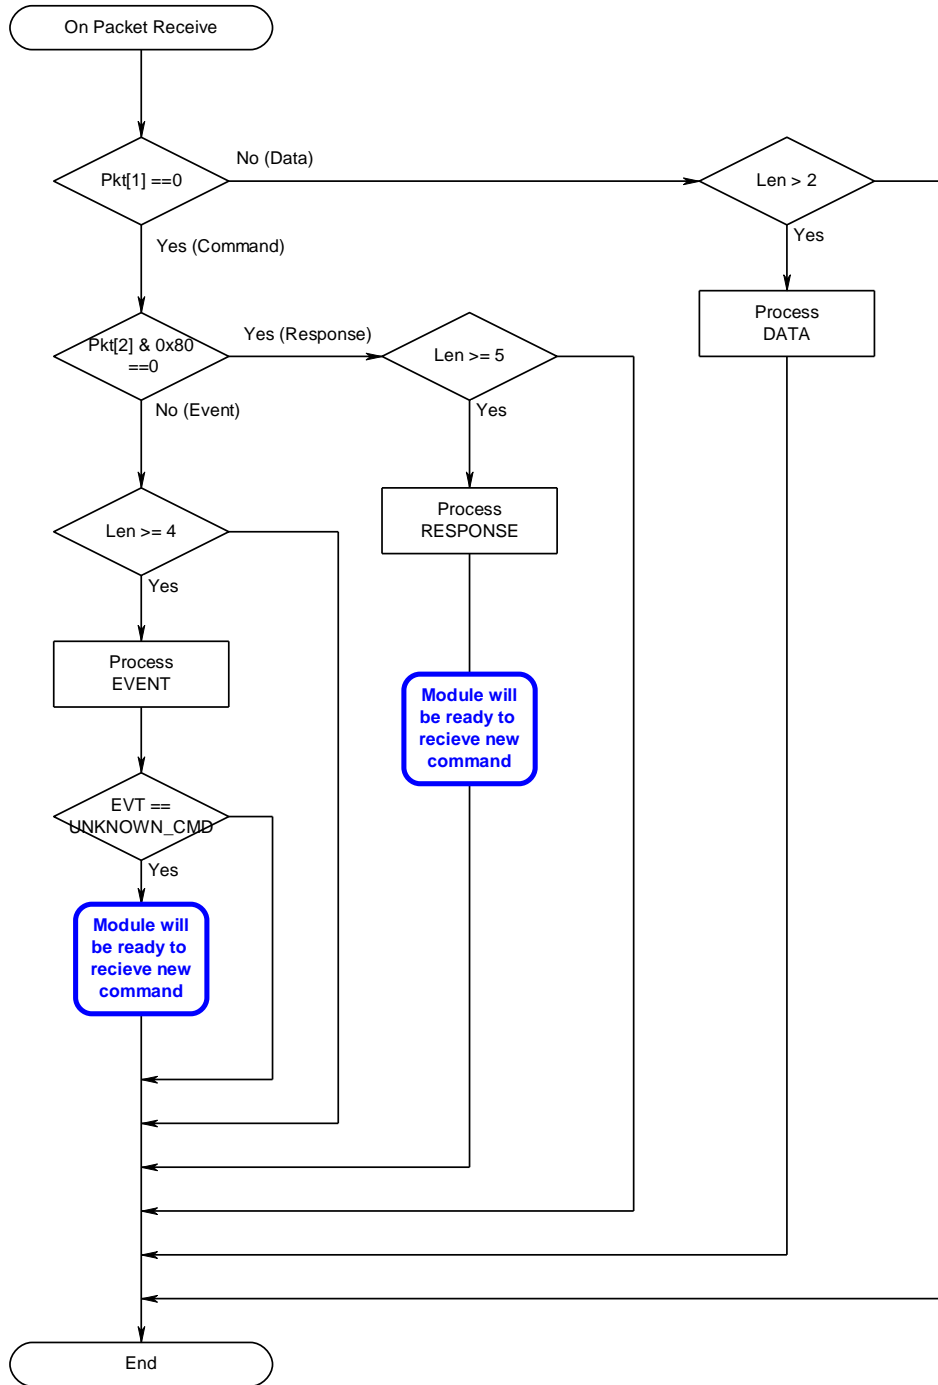 On Packet Receive
No (Data)
Pkt[1] ==0
Len > 2
Yes
Yes (Command)
Process
DATA
Yes (Response)
Pkt[2] & 0x80
==0
Len >= 5
No (Event)
Yes
Process
RESPONSE
Len >= 4
Yes
Process
EVENT
Module will
be ready to
recieve new
command
EVT ==
UNKNOWN_CMD
Yes
Module will
be ready to
recieve new
command
End